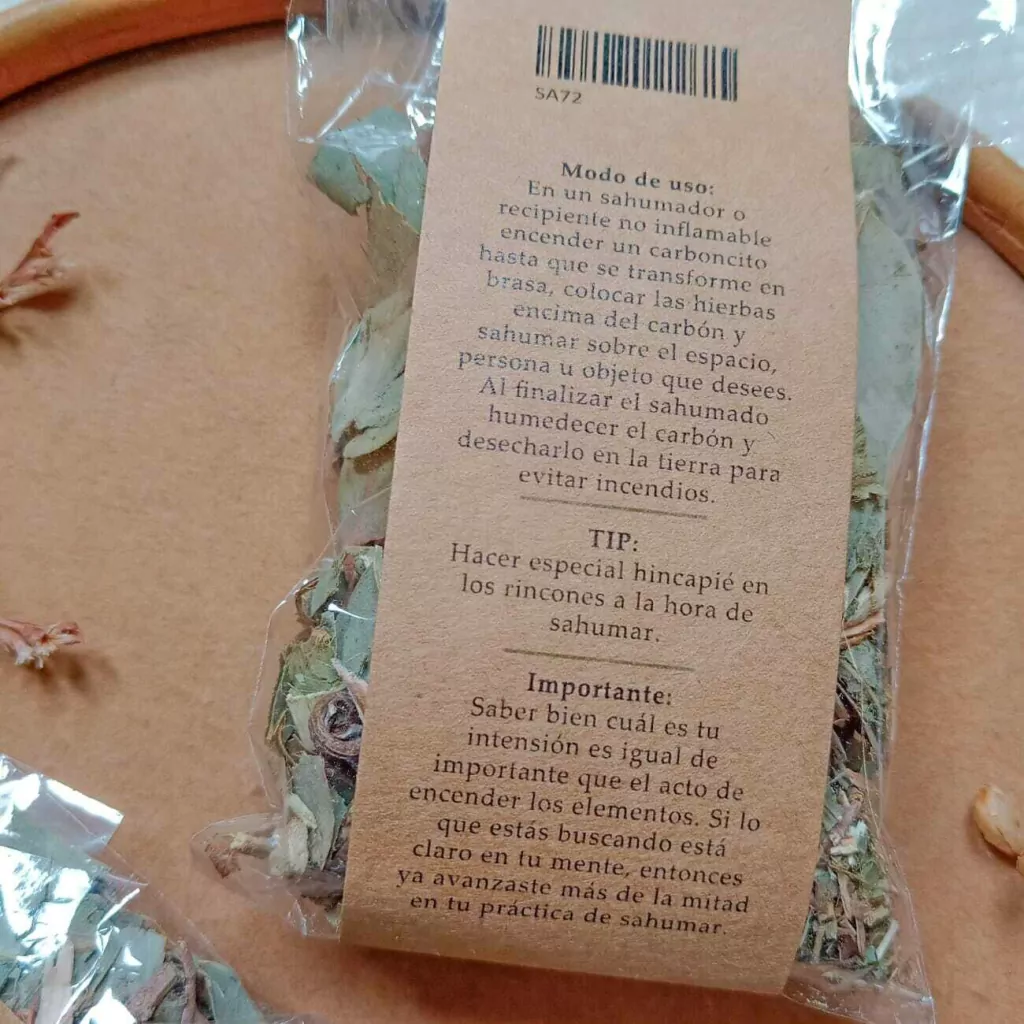 SA72
Modo de uso:
En un sahumador o
recipiente no inflamable
encender un carboncito
hasta que se transforme en
brasa, colocar las hierbas
encima del carbón y
sahumar sobre el espacio,
persona u objeto que desees.
Al finalizar el sahumado
humedecer el carbón y
desecharlo en la tierra para
evitar incendios.
TIP:
Hacer especial hincapié en
los rincones a la hora de
sahumar.
Importante:
Saber bien cuál es tu
intensión es igual de
importante que el acto de
encender los elementos. Si lo
que estás buscando está
claro en tu mente, entonces
ya avanzaste más de la mitad
en tu práctica de sahumar.